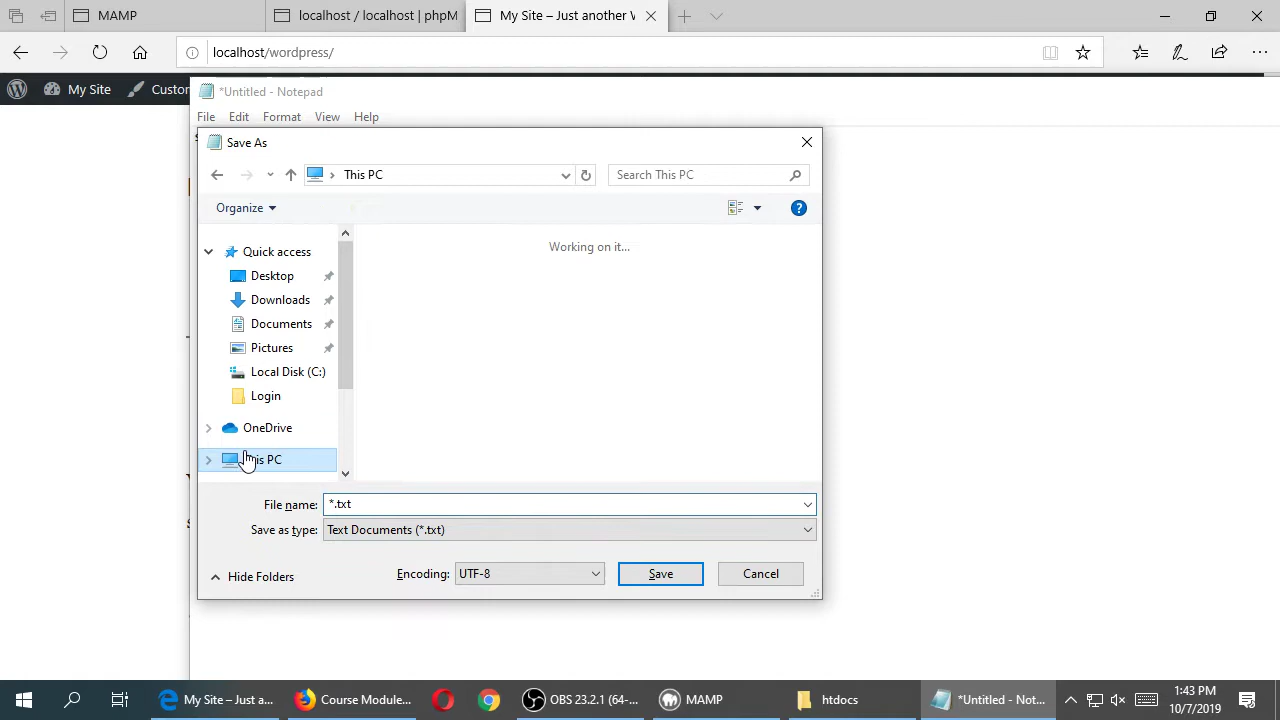 MAMP
localhost / localhost | phpM
My Site – Just another V
localhost/wordpress/
My Site
Custor
*Untitled - Notepad
File Edit Format View Help
Save As
This PC
Search This PC
Organize
Quick access
Working on it...
Desktop
Downloads
Documents
Pictures
Local Disk (C:)
Login
OneDrive
his PC
File name: *.txt
Save as type: Text Documents (*.txt)
Hide Folders
Encoding: UTF-8
Save
Cancel
My Site – Just a...
Course Module...
OBS 23.2.1 (64-...
MAMP
htdocs
*Untitled - Not...
1:43 PM
10/7/2019